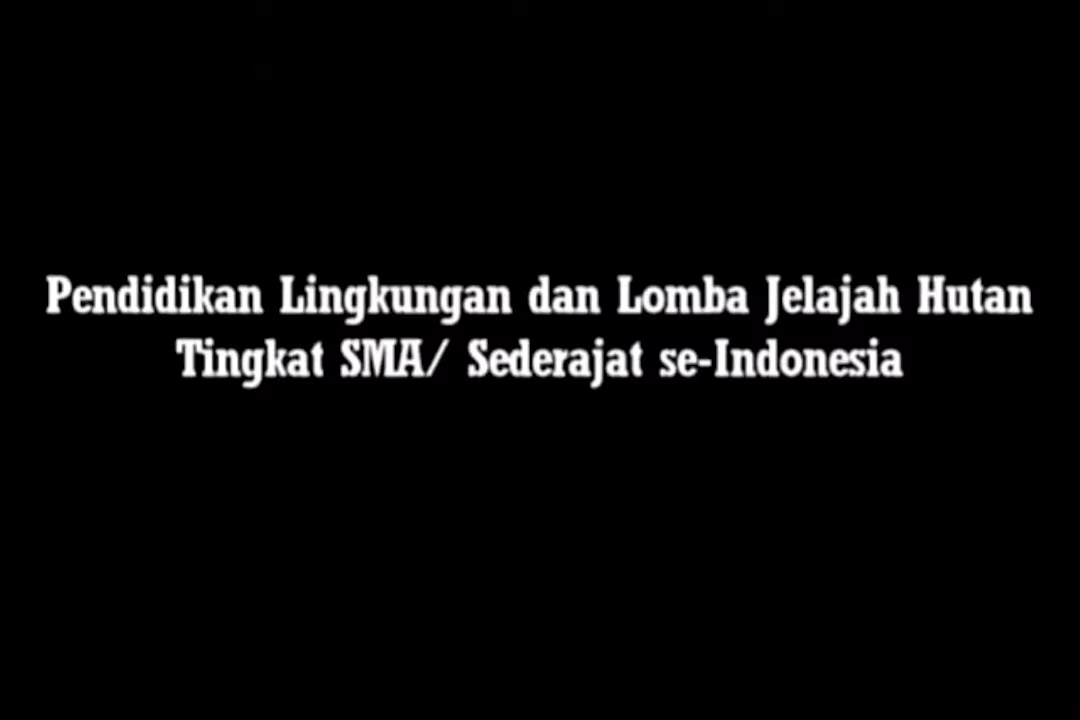 Pendidikan Lingkungan dan Lomba Jelajah Hutan
Tingkat SMA/ Sederajat se-Indonesia